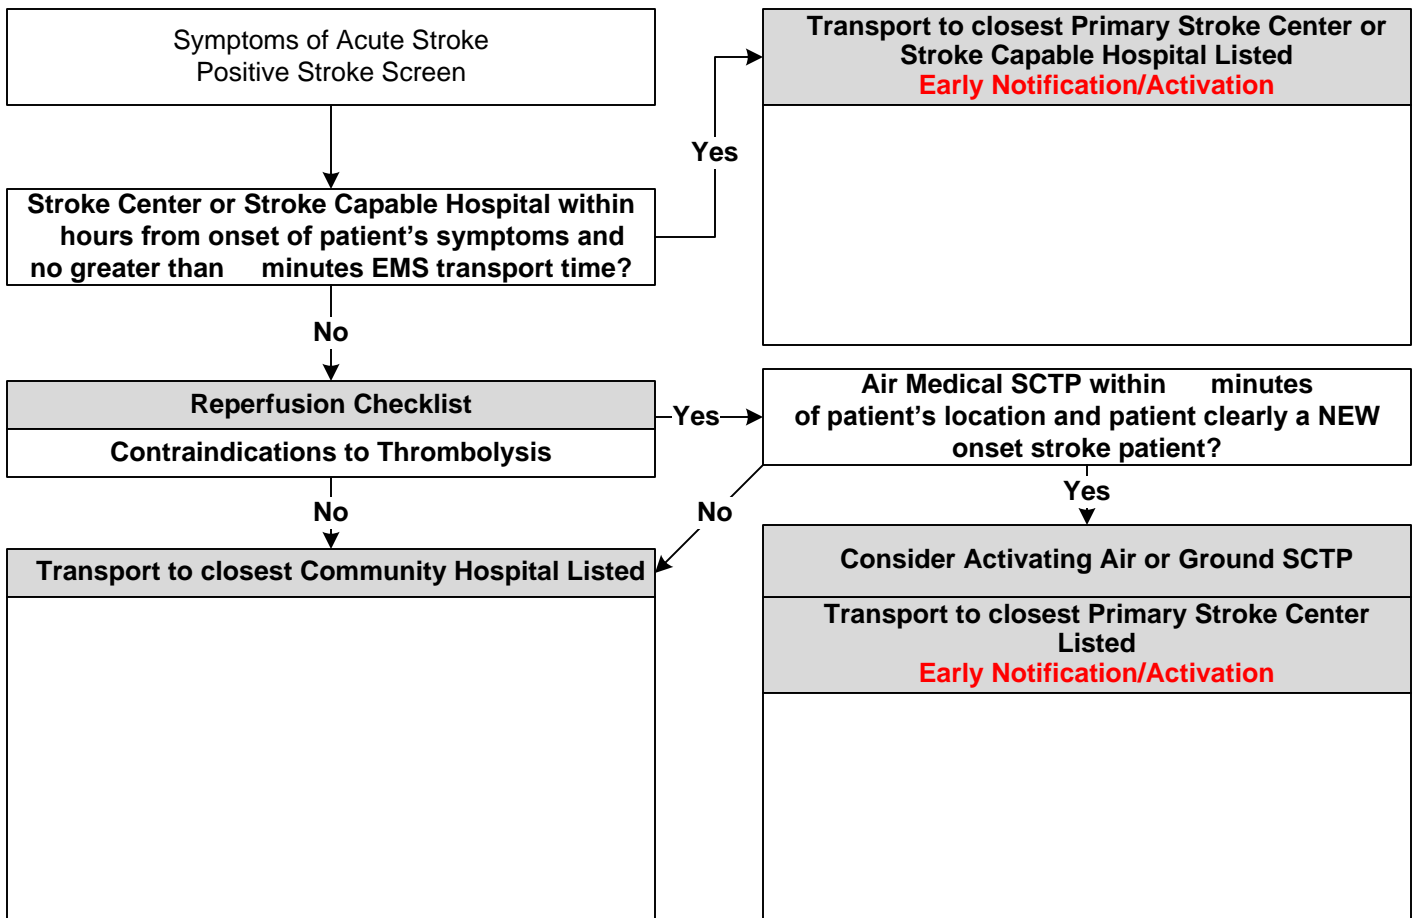 Symptoms of Acute Stroke
Positive Stroke Screen
Transport to closest Primary Stroke Center or
Stroke Capable Hospital Listed
Early Notification/Activation
Yes
Stroke Center or Stroke Capable Hospital within
hours from onset of patient's symptoms and
no greater than minutes EMS transport time?
No
Reperfusion Checklist
Contraindications to Thrombolysis
Yes
Air Medical SCTP within minutes
of patient's location and patient clearly a NEW
onset stroke patient?
No
No
Yes
Transport to closest Community Hospital Listed
Consider Activating Air or Ground SCTP
Transport to closest Primary Stroke Center
Listed
Early Notification/Activation